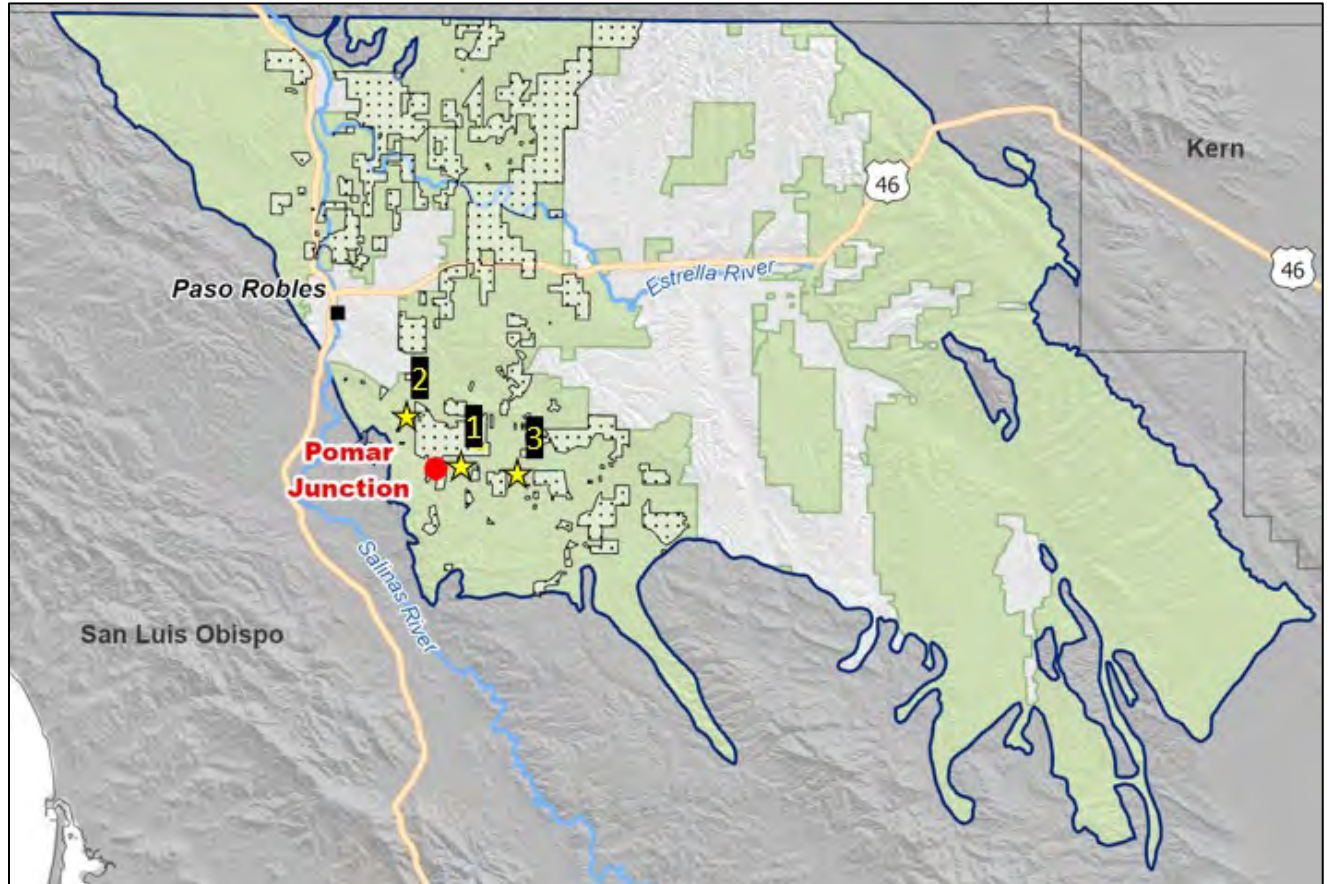 Kern
46
46
Estrella River
Paso Robles
2
1
3
Pomar
Junction
Salinas River
San Luis Obispo